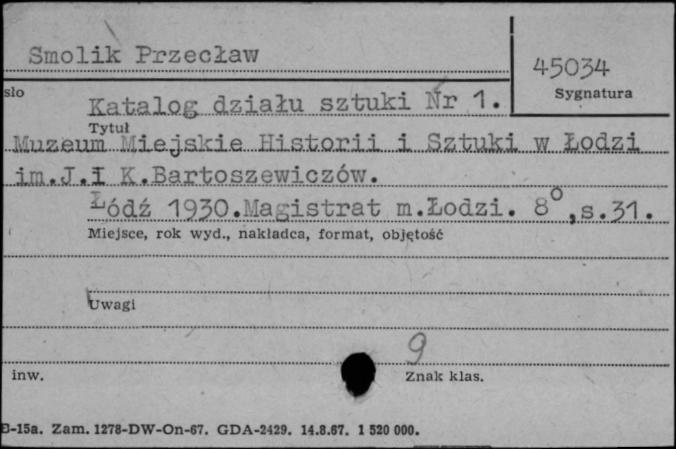 Smolik Przecław
45034
Sygnatura
sło
Katalog działu sztuki Nr 1.
Tytuł
Muzeum Miejskie Historii i Sztuki w Łodzi
im.J.i K.Bartoszewiczów.
Łódź 1930.Magistrat m.Łodzi. 8°,s.31.
Miejsce, rok wyd., nakładca, format, objętość
Uwagi
9
inw.
Znak klas.
B-15a. Zam. 1278-DW-On-67. GDA-2429. 14.8.67. 1 520 000.